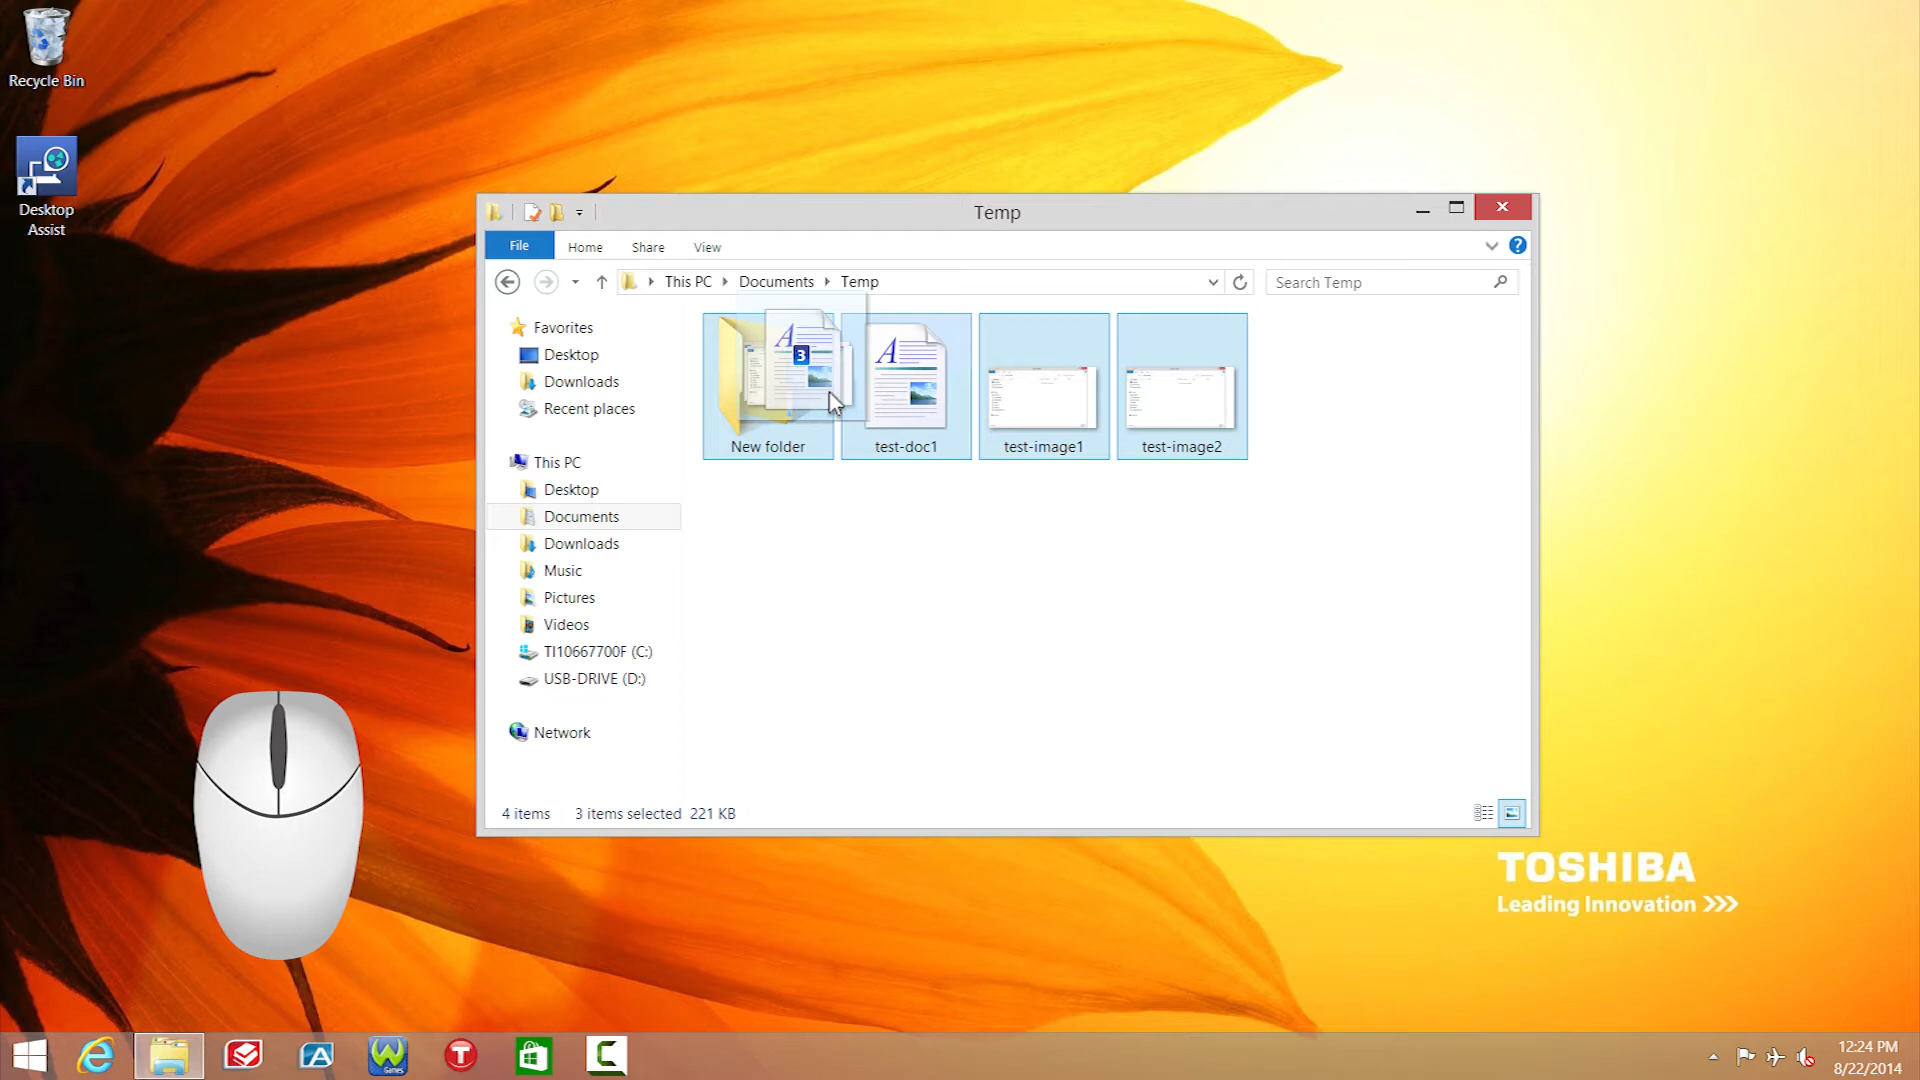 Recycle Bin
Desktop
Assist
Temp
File
Home
Share
View
?
This PC
Documents
Temp
Search Temp
Favorites
Desktop
Downloads
Recent places
This PC
Desktop
Documents
Downloads
Music
Pictures
Videos
TI10667700F (C:)
USB-DRIVE (D:)
Network
A
3
A
New folder
test-doc1
test-image1
test-image2
4 items
3 items selected 221 KB
TOSHIBA
Leading Innovation >>>
A
W
Games
T
C
12:24 PM
8/22/2014